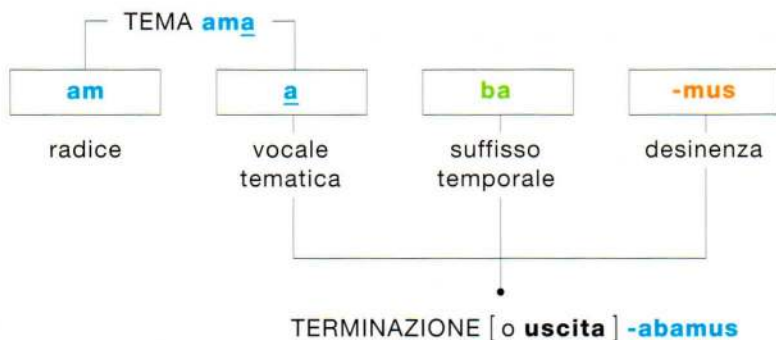 TEMA ama
am a ba -mus
radice vocale suffisso desinenza
tematica temporale
TERMINAZIONE [ o uscita ] -abamus